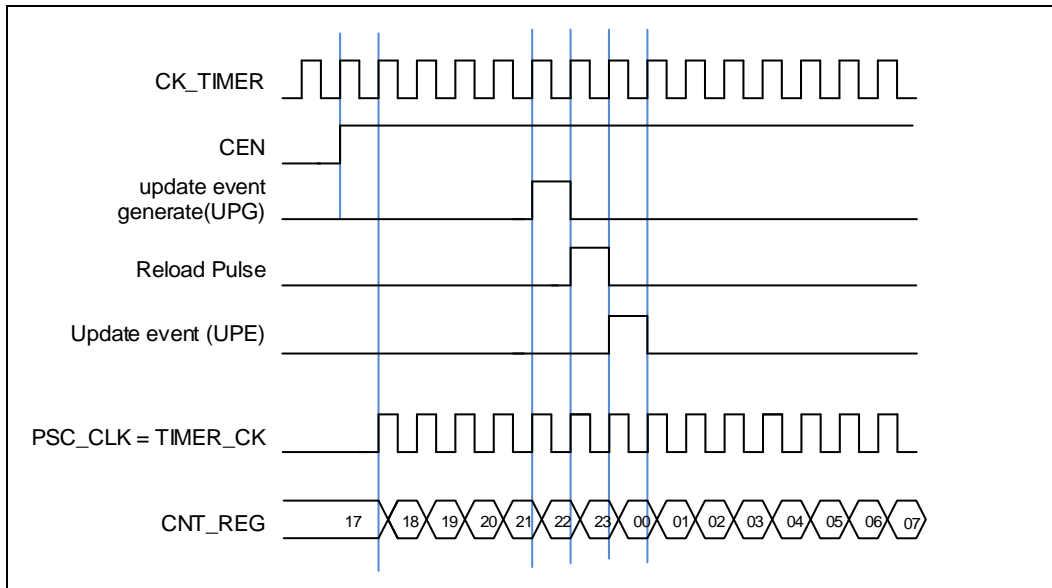 CK_TIMER
CEN
update event
generate(UPG)
Reload Pulse
Update event (UPE)
PSC_CLK = TIMER_CK
CNT_REG 17 18 19 20 21 22 23 00 01 02 03 04 05 06 07